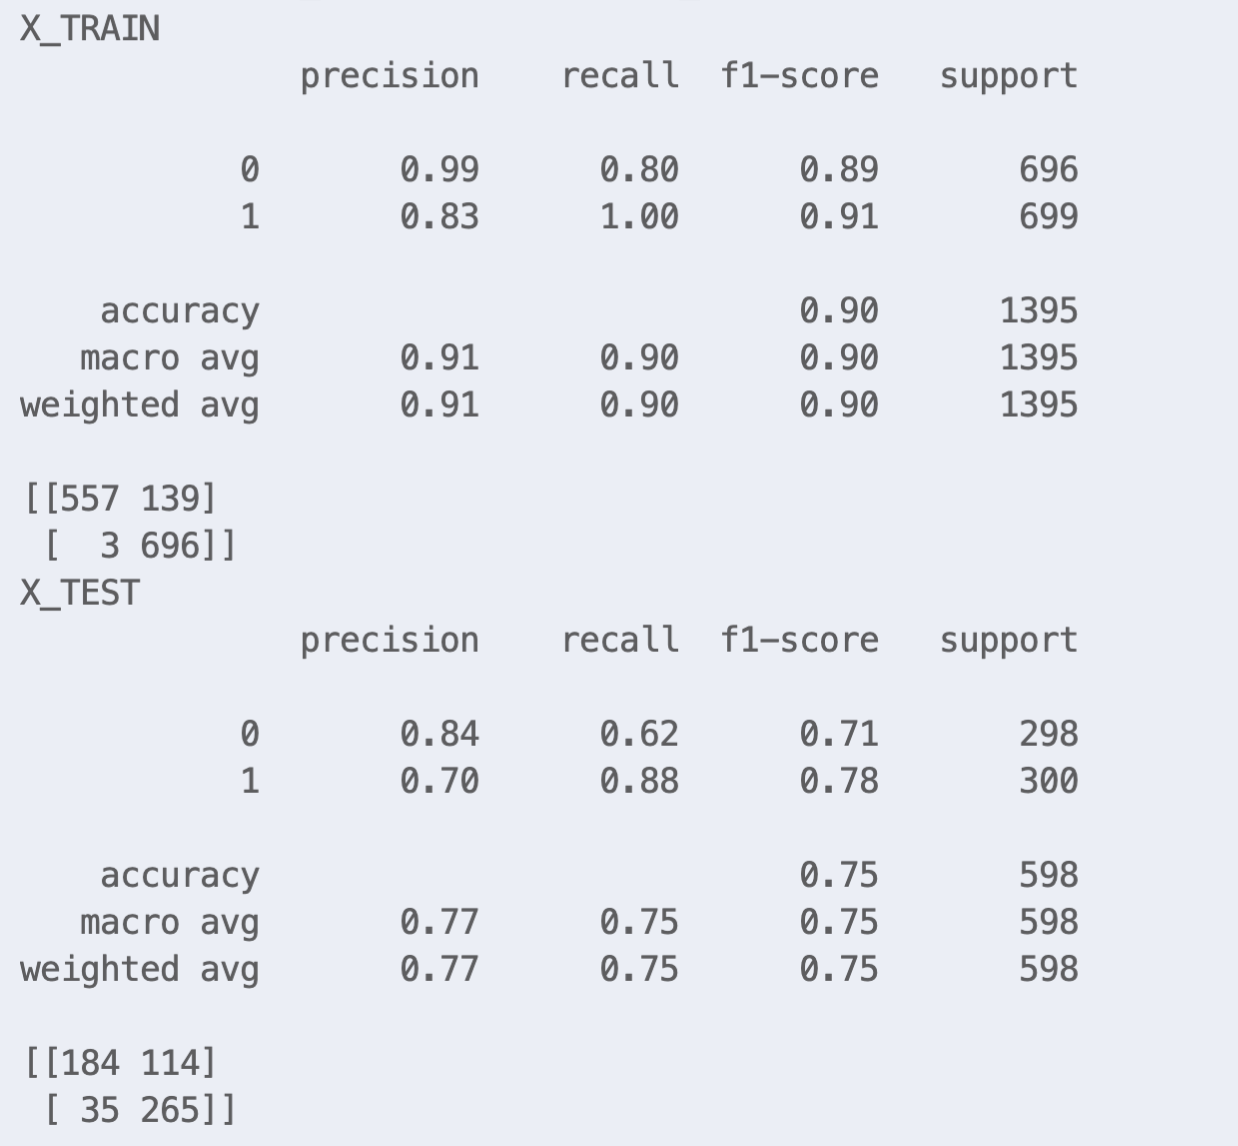 X_TRAIN
precision recall f1-score support
0 0.99 0.80 0.89 696
1 0.83 1.00 0.91 699
accuracy 0.90 1395
macro avg 0.91 0.90 0.90 1395
weighted avg 0.91 0.90 0.90 1395
[[557 139]
[ 3 696]]
X_TEST
precision recall f1-score support
0 0.84 0.62 0.71 298
1 0.70 0.88 0.78 300
accuracy 0.75 598
macro avg 0.77 0.75 0.75 598
weighted avg 0.77 0.75 0.75 598
[[184 114]
[ 35 265]]